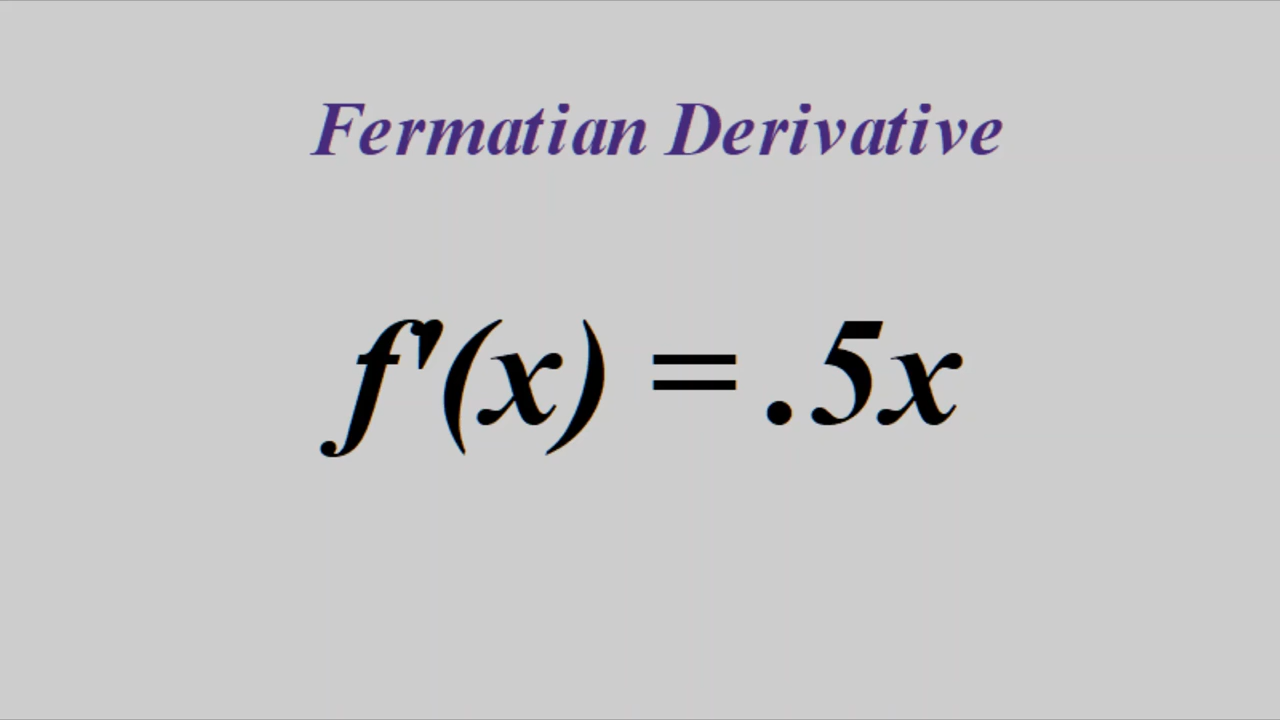 Fermatian Derivative
f'(x) = .5x